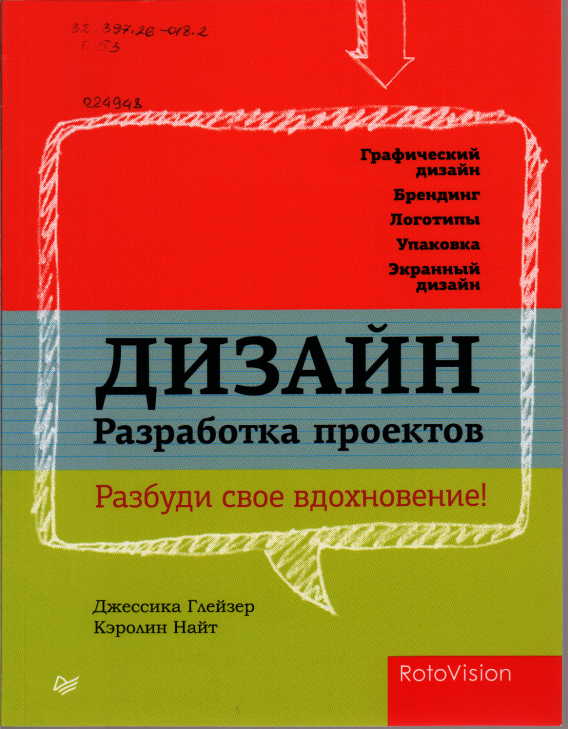 32.397.26-018.2
Г 53
224948
Графический
дизайн
Брендинг
Логотипы
Упаковка
Экранный
дизайн
ДИЗАЙН
Разработка проектов
Разбуди свое вдохновение!
Джессика Глейзер
Кэролин Найт
RotoVision